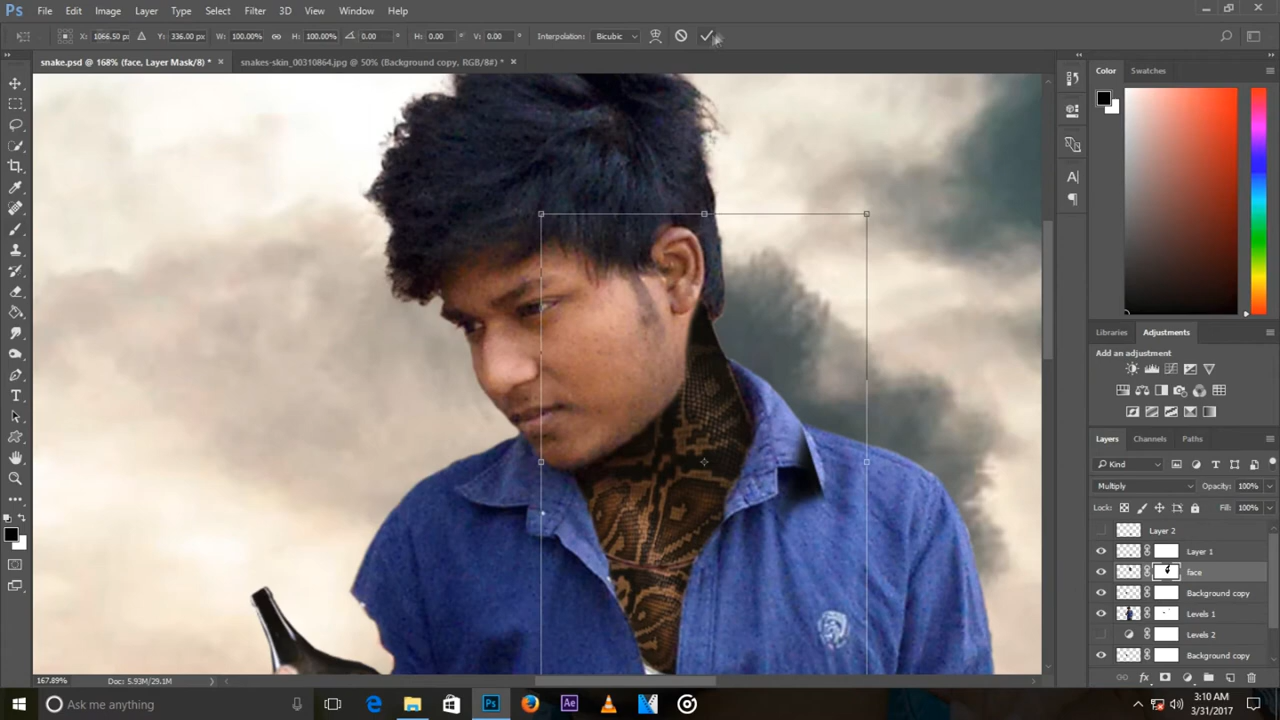 Ps File Edit Image Layer Type Select Filter 3D View Window Help
X: 1066.50 px Y: 336.00 px W: 100.00% H: 100.00% 0.00 ° H: 0.00 ° V: 0.00 ° Interpolation: Bicubic
snake.psd @ 168% (face, Layer Mask/8) * × snakes-skin_00310864.jpg @ 50% (Background copy, RGB/8#) * ×
Color Swatches
Libraries Adjustments
Add an adjustment
Layers Channels Paths
Kind
Multiply Opacity: 100%
Lock: Fill: 100%
Layer 2
Layer 1
face
Background copy
Levels 1
Levels 2
Background copy
167.89% Doc: 5.93M/29.1M
Ask me anything
Ps
Ae
3:10 AM
3/31/2017